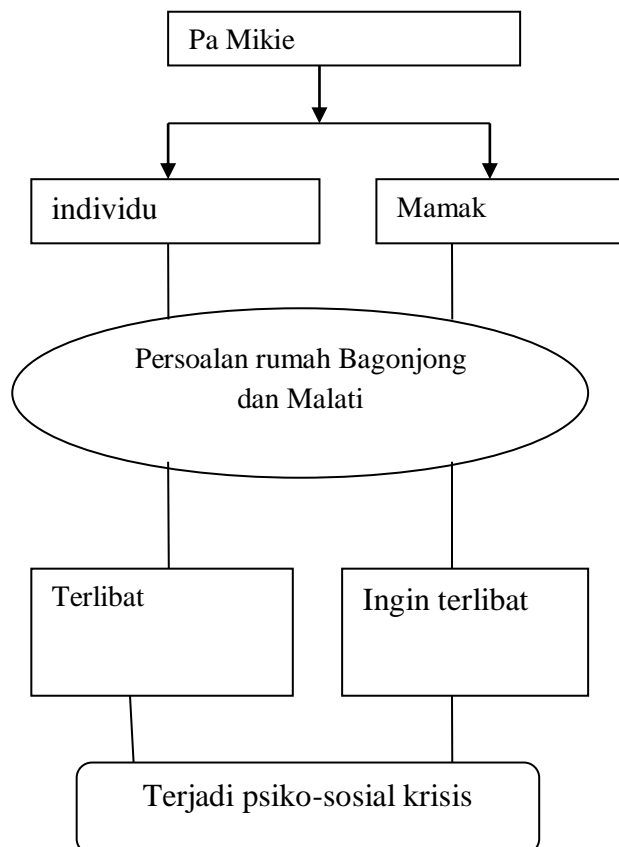 Pa Mikie
individu
Mamak
Persoalan rumah Bagonjong
dan Malati
Terlibat
Ingin terlibat
Terjadi psiko-sosial krisis